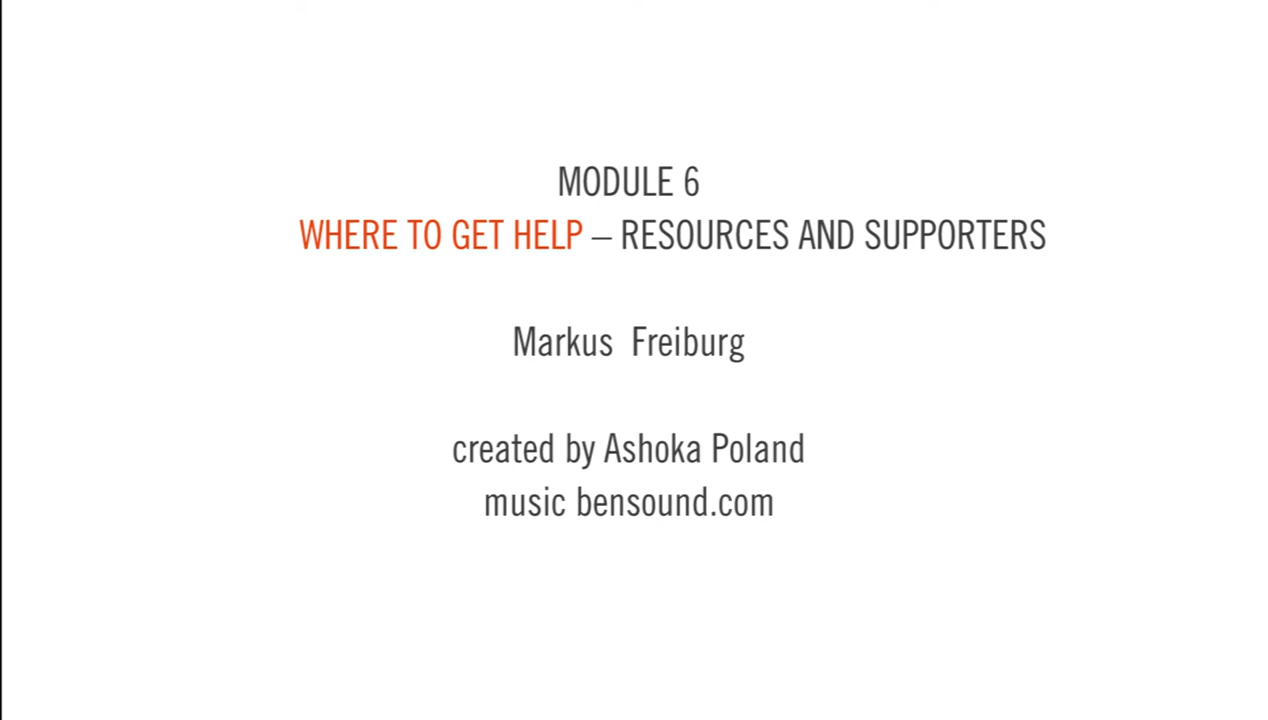 MODULE 6
WHERE TO GET HELP – RESOURCES AND SUPPORTERS
Markus Freiburg
created by Ashoka Poland
music bensound.com